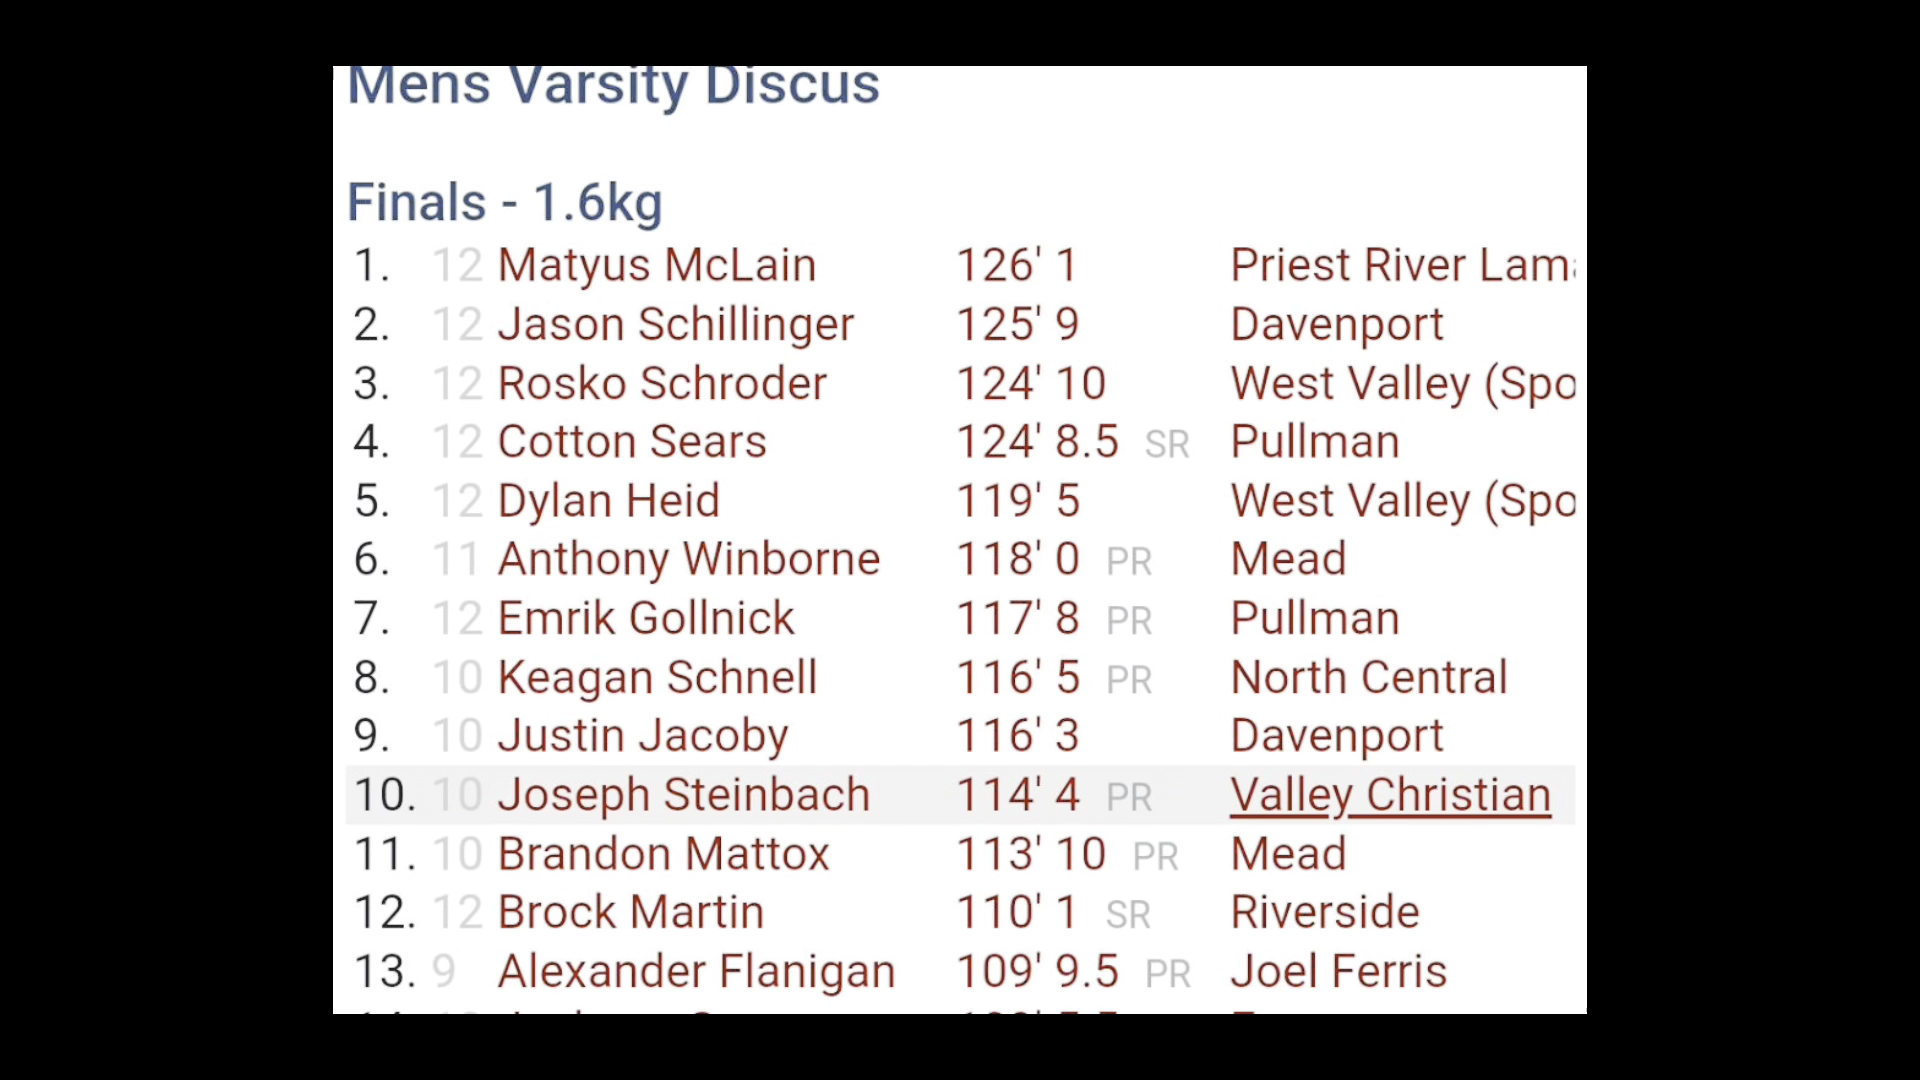 Mens Varsity Discus
Finals - 1.6kg
1. 12 Matyus McLain 126' 1 Priest River Lam
2. 12 Jason Schillinger 125' 9 Davenport
3. 12 Rosko Schroder 124' 10 West Valley (Spo
4. 12 Cotton Sears 124' 8.5 SR Pullman
5. 12 Dylan Heid 119' 5 West Valley (Spo
6. 11 Anthony Winborne 118' 0 PR Mead
7. 12 Emrik Gollnick 117' 8 PR Pullman
8. 10 Keagan Schnell 116' 5 PR North Central
9. 10 Justin Jacoby 116' 3 Davenport
10. 10 Joseph Steinbach 114' 4 PR Valley Christian
11. 10 Brandon Mattox 113' 10 PR Mead
12. 12 Brock Martin 110' 1 SR Riverside
13. 9 Alexander Flanigan 109' 9.5 PR Joel Ferris